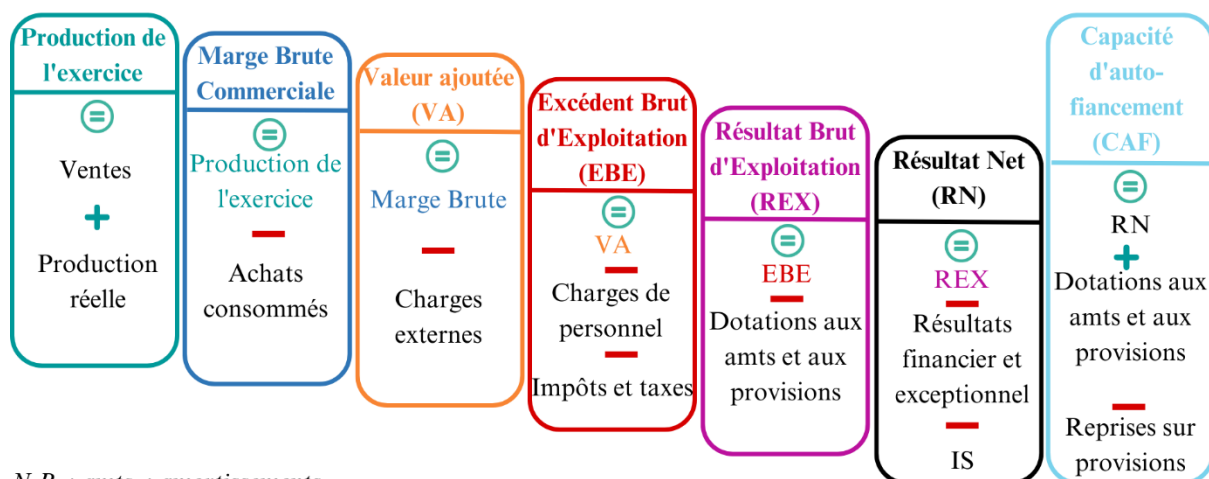 Production de
l'exercice
=
Ventes
+
Production
réelle
Marge Brute
Commerciale
=
Production de
l'exercice
—
Achats
consommés
Valeur ajoutée
(VA)
=
Marge Brute
—
Charges
externes
Excédent Brut
d'Exploitation
(EBE)
=
VA
—
Charges de
personnel
—
Impôts et taxes
Résultat Brut
d'Exploitation
(REX)
=
EBE
—
Dotations aux
amts et aux
provisions
Résultat Net
(RN)
=
REX
—
Résultats
financier et
exceptionnel
—
IS
Capacité
d'auto-
fiancement
(CAF)
=
RN
+
Dotations aux
amts et aux
provisions
—
Reprises sur
provisions
N.B : amts : amortissements